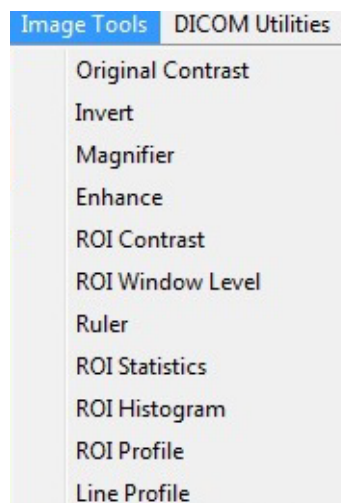 Image Tools DICOM Utilities
Original Contrast
Invert
Magnifier
Enhance
ROI Contrast
ROI Window Level
Ruler
ROI Statistics
ROI Histogram
ROI Profile
Line Profile